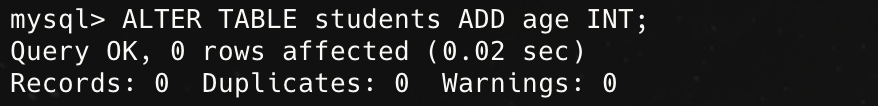 mysql> ALTER TABLE students ADD age INT;
Query OK, 0 rows affected (0.02 sec)
Records: 0  Duplicates: 0  Warnings: 0